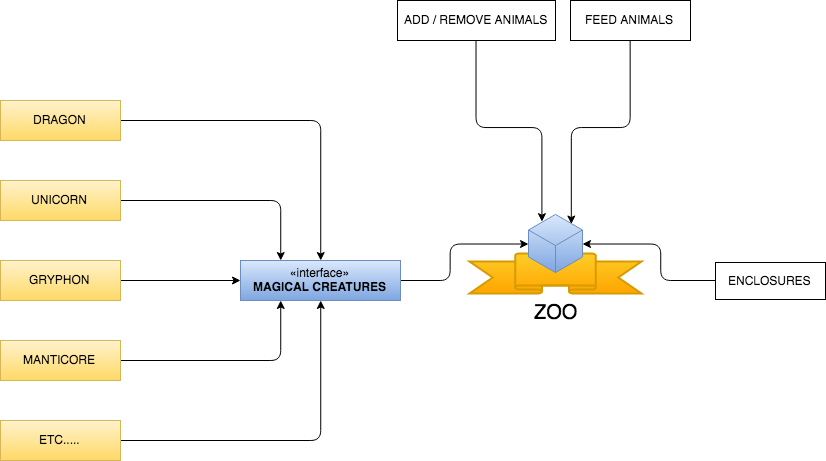 ADD / REMOVE ANIMALS
FEED ANIMALS
DRAGON
UNICORN
GRYPHON
«interface»
MAGICAL CREATURES
ENCLOSURES
ZOO
MANTICORE
ETC.....